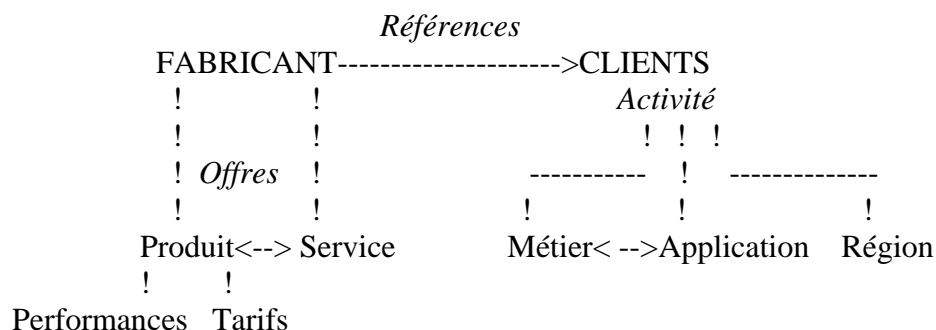 Références
FABRICANT--------------------->CLIENTS
! ! Activité
! ! ! ! !
! Offres ! ----------- ! --------------
! ! ! ! !
Produit<--> Service Métier< -->Application Région
! !
Performances Tarifs